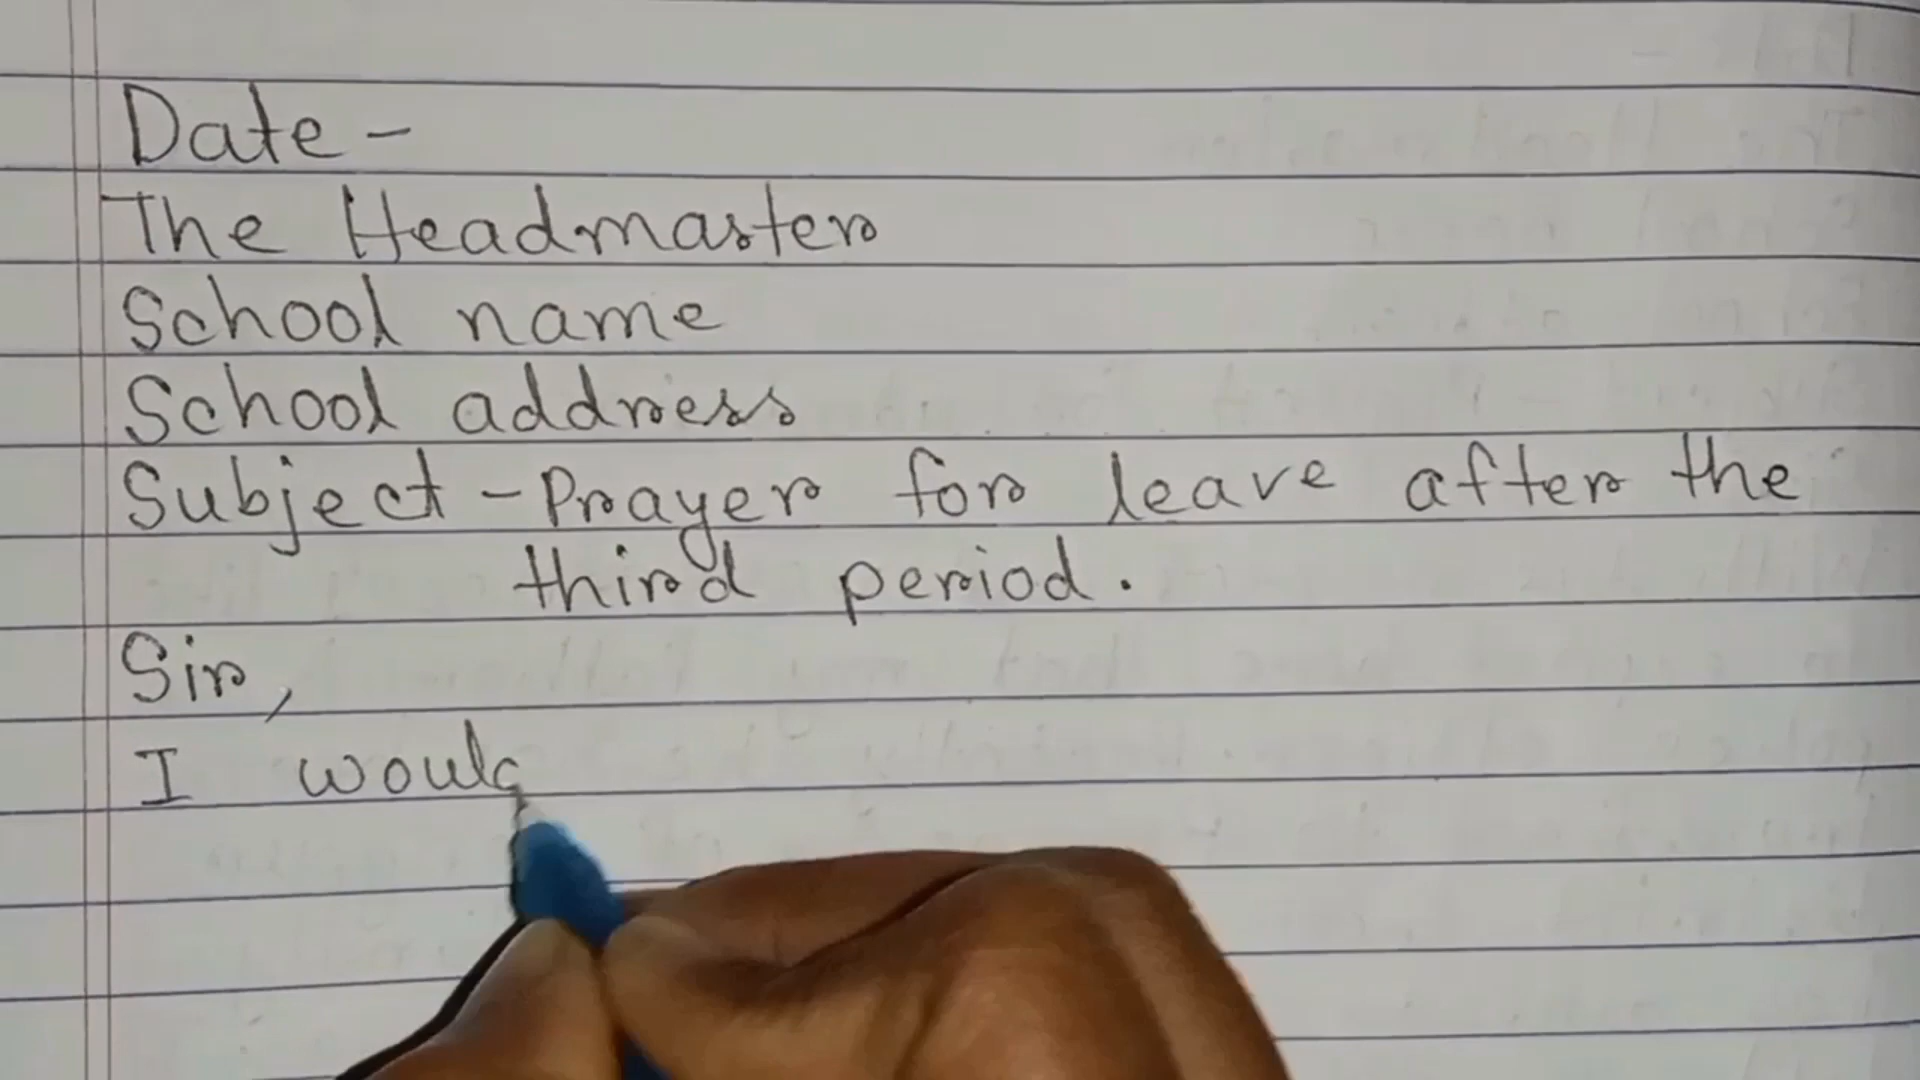 Date -
The Headmaster
School name
School address
Subject - Prayer for leave after the
third period.
Sir,
I would